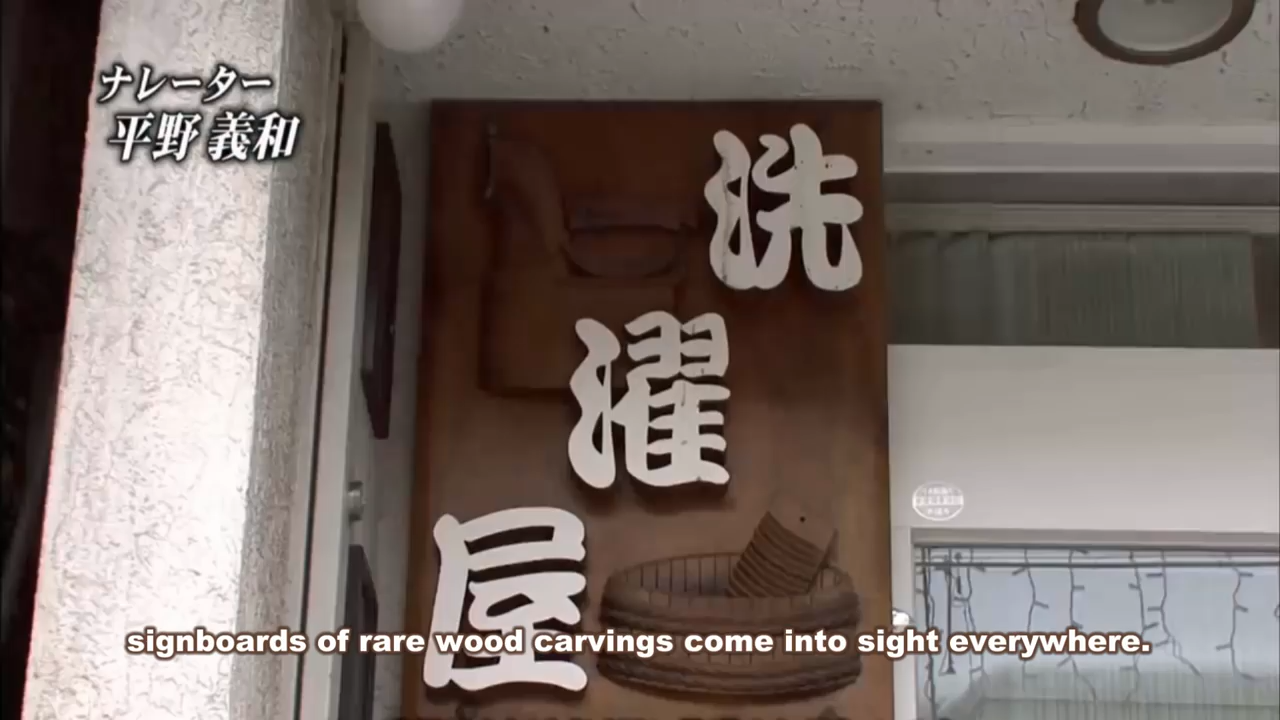 ナレーター
平野 義和
洗
濯
屋
signboards of rare wood carvings come into sight everywhere.